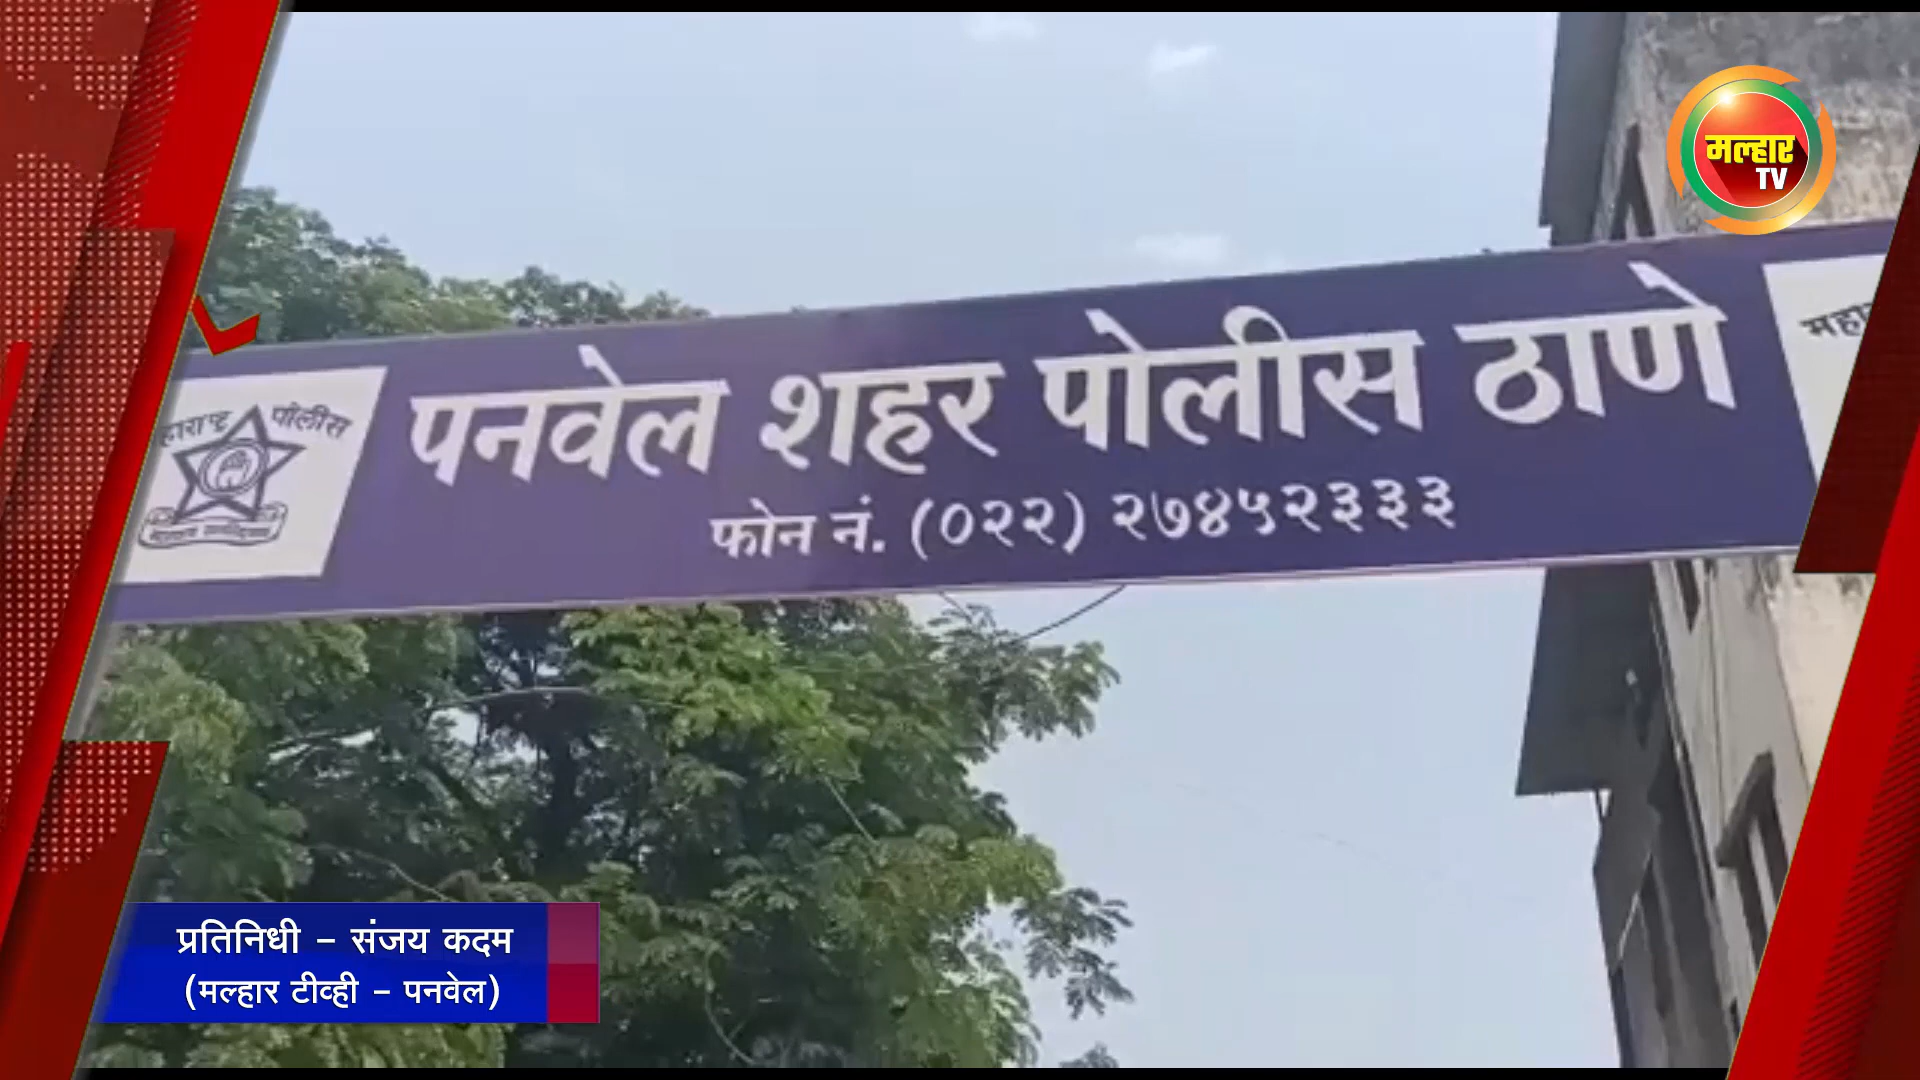 मल्हार
TV
महा
हाराष्ट्र पोलीस
पनवेल शहर पोलीस ठाणे
फोन नं. (०२२) २७४५२३३३
प्रतिनिधी – संजय कदम
(मल्हार टीव्ही – पनवेल)